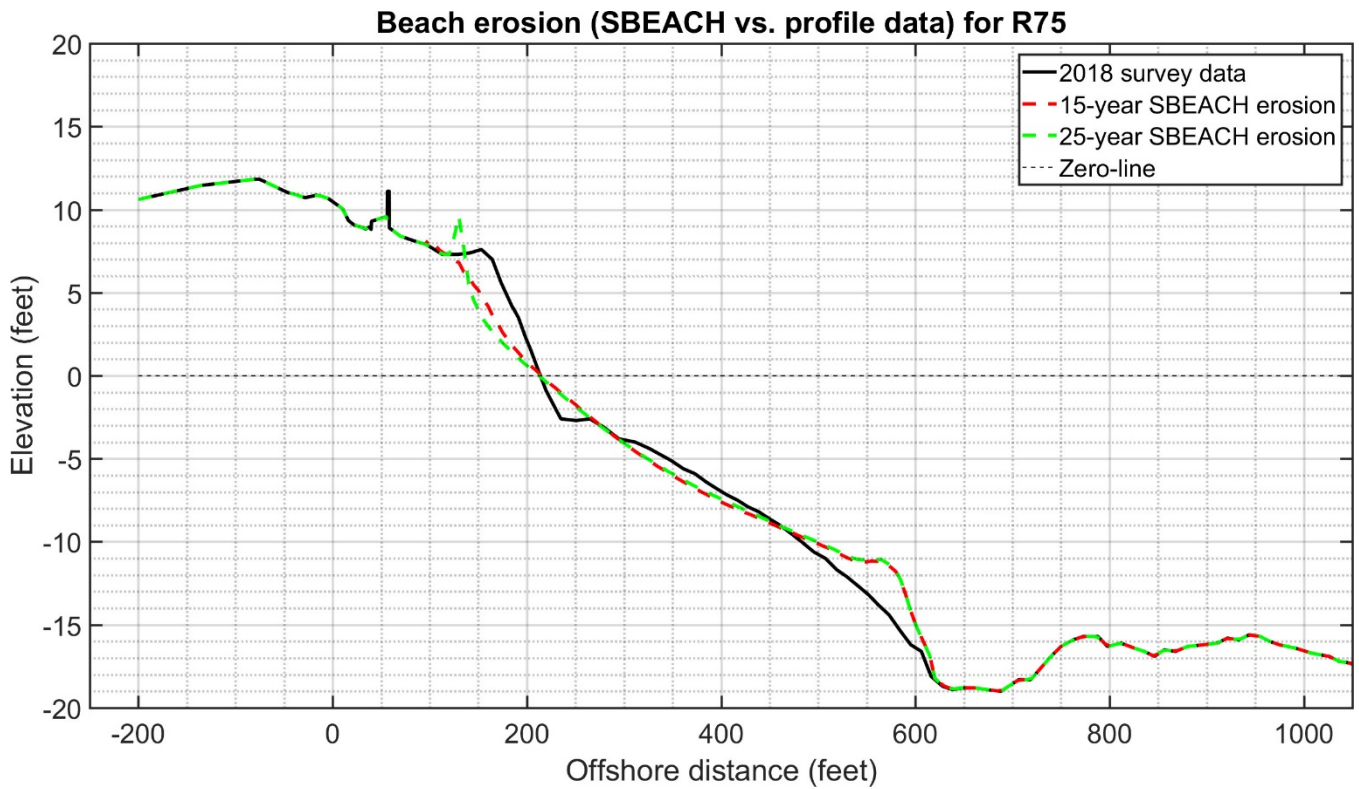 Beach erosion (SBEACH vs. profile data) for R75
20
15
10
5
0
-5
-10
-15
-20
Elevation (feet)
2018 survey data
15-year SBEACH erosion
25-year SBEACH erosion
Zero-line
-200
0
200
400
600
800
1000
Offshore distance (feet)